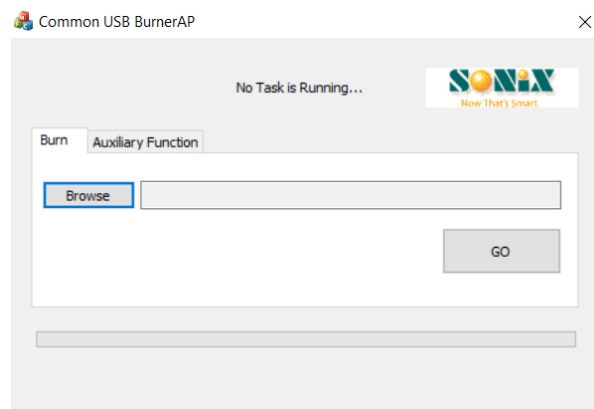 Common USB BurnerAP
No Task is Running...
SONiX
Now That's Smart.
Burn
Auxiliary Function
Browse
GO